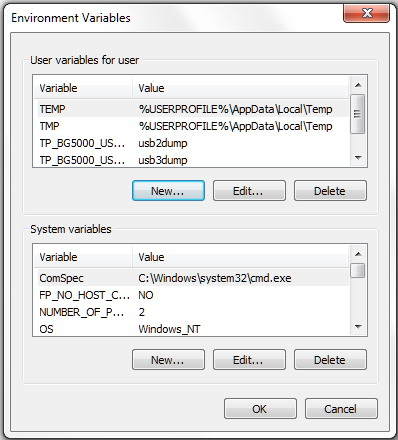 Environment Variables
User variables for user
Variable Value
TEMP %USERPROFILE%\AppData\Local\Temp
TMP %USERPROFILE%\AppData\Local\Temp
TP_BG5000_US... usb2dump
TP_BG5000_US... usb3dump
New... Edit... Delete
System variables
Variable Value
ComSpec C:\Windows\system32\cmd.exe
FP_NO_HOST_C... NO
NUMBER_OF_P... 2
OS Windows_NT
New... Edit... Delete
OK Cancel